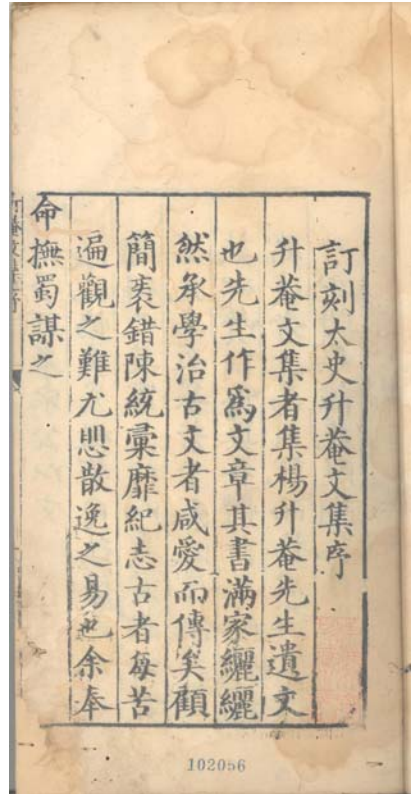 訂刻太史升菴文集序
升菴文集者集楊升菴先生遺文
也先生作爲文章其書滿家纚纚
然承學治古文者咸愛而傳矣顧
簡袠錯陳統彙靡紀志古者每苦
遍觀之難尤思散逸之易也余奉
命撫蜀謀之
102056